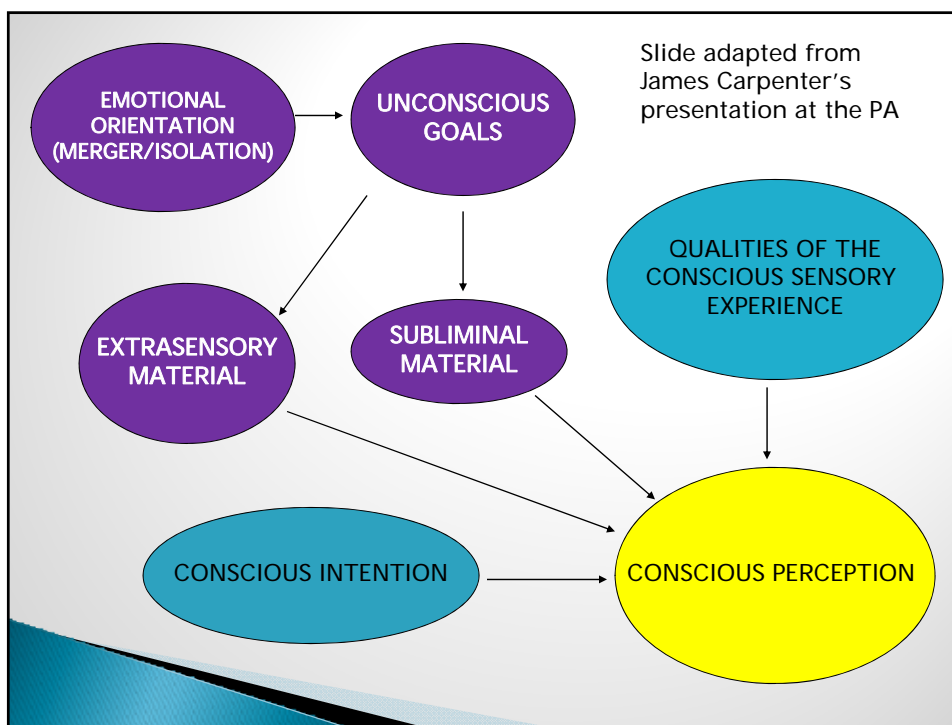 EMOTIONAL
ORIENTATION
(MERGER/ISOLATION)
UNCONSCIOUS
GOALS
Slide adapted from
James Carpenter's
presentation at the PA
QUALITIES OF THE
CONSCIOUS SENSORY
EXPERIENCE
EXTRASENSORY
MATERIAL
SUBLIMINAL
MATERIAL
CONSCIOUS INTENTION
CONSCIOUS PERCEPTION